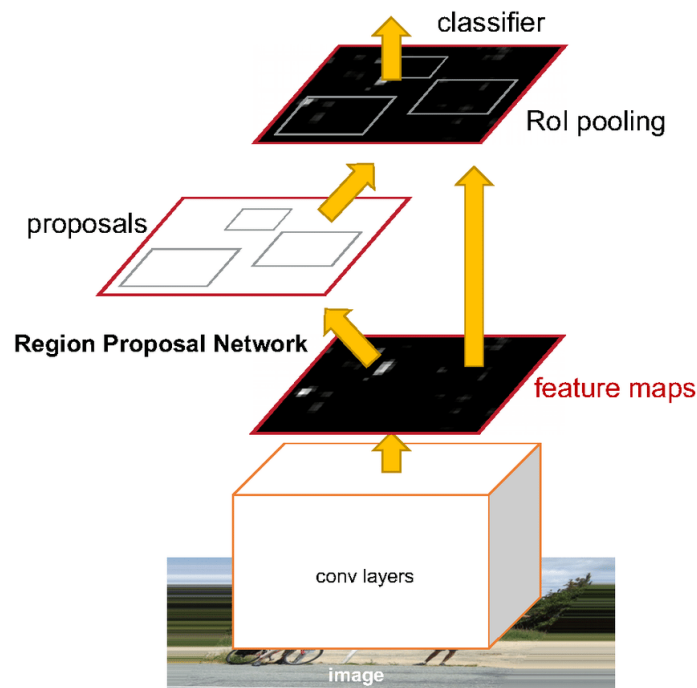 classifier
RoI pooling
proposals
Region Proposal Network
feature maps
conv layers
image